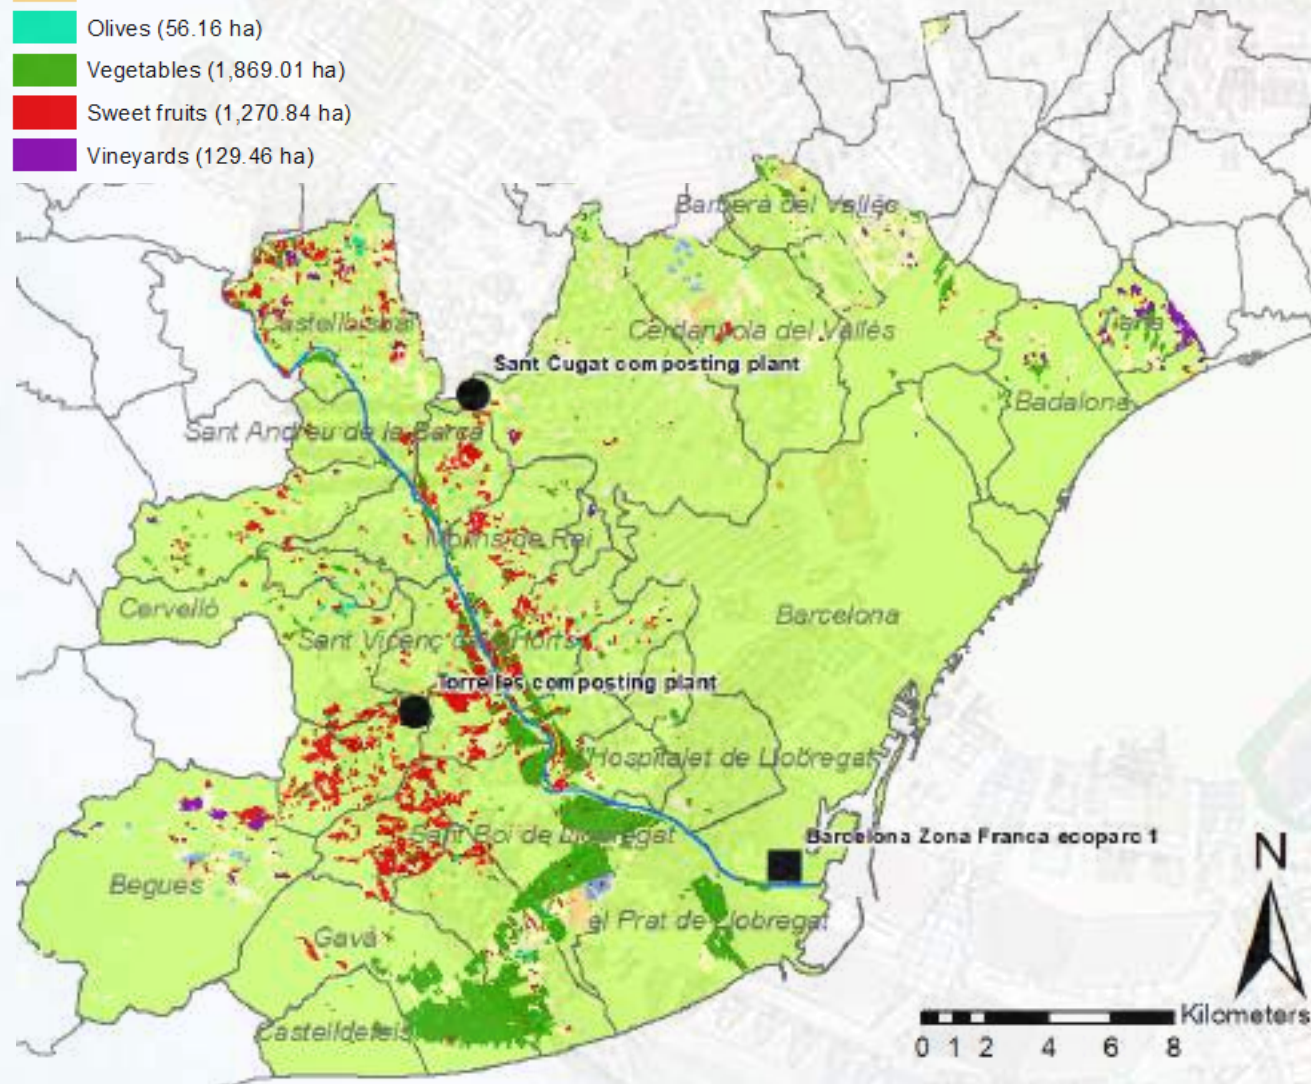 Olives (56.16 ha)
Vegetables (1,869.01 ha)
Sweet fruits (1,270.84 ha)
Vineyards (129.46 ha)
Barberà del Vallès
Castellbisbal
Cerdanyola del Vallès
Tiana
Sant Cugat composting plant
Badalona
Sant Andreu de la Barca
Molins de Rei
Cervelló
Barcelona
Sant Vicenç dels Horts
Torrelles composting plant
Hospitalet de Llobregat
Sant Boi de Llobregat
Barcelona Zona Franca ecoparc 1
N
Begues
el Prat de Llobregat
Gavà
Castelldefels
Kilometers
0 1 2 4 6 8